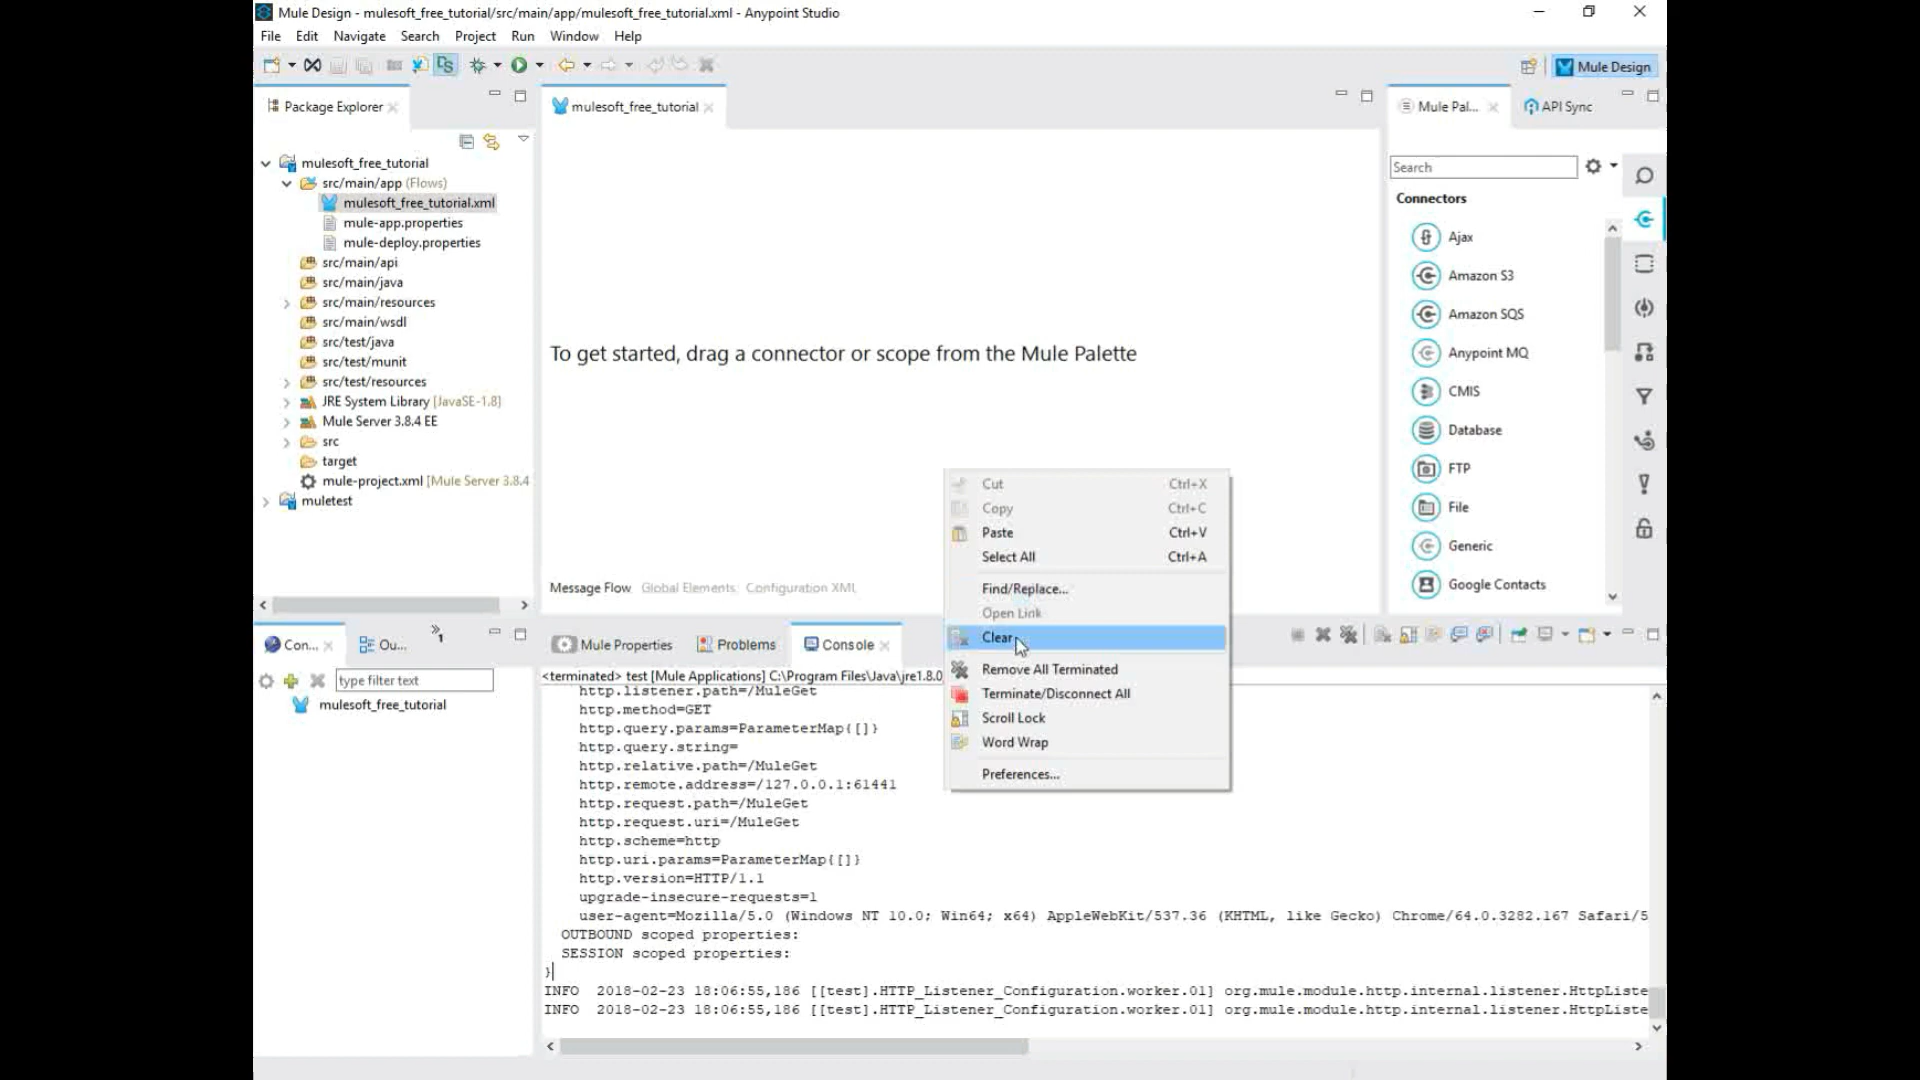 Mule Design - mulesoft_free_tutorial/src/main/app/mulesoft_free_tutorial.xml - Anypoint Studio
File Edit Navigate Search Project Run Window Help
Mule Design
Package Explorer
mulesoft_free_tutorial
Mule Pal...
API Sync
mulesoft_free_tutorial
src/main/app (Flows)
mulesoft_free_tutorial.xml
mule-app.properties
mule-deploy.properties
src/main/api
src/main/java
src/main/resources
src/main/wsdl
src/test/java
src/test/munit
src/test/resources
JRE System Library [JavaSE-1.8]
Mule Server 3.8.4 EE
src
target
mule-project.xml [Mule Server 3.8.4
muletest
To get started, drag a connector or scope from the Mule Palette
Message Flow Global Elements Configuration XML
Search
Connectors
Ajax
Amazon S3
Amazon SQS
Anypoint MQ
CMIS
Database
FTP
File
Generic
Google Contacts
Cut Ctrl+X
Copy Ctrl+C
Paste Ctrl+V
Select All Ctrl+A
Find/Replace...
Open Link
Clear
Remove All Terminated
Terminate/Disconnect All
Scroll Lock
Word Wrap
Preferences...
Con...
Ou...
1
type filter text
mulesoft_free_tutorial
Mule Properties
Problems
Console
<terminated> test [Mule Applications] C:\Program Files\Java\jre1.8.0
http.listener.path=/MuleGet
http.method=GET
http.query.params=ParameterMap{[]}
http.query.string=
http.relative.path=/MuleGet
http.remote.address=/127.0.0.1:61441
http.request.path=/MuleGet
http.request.uri=/MuleGet
http.scheme=http
http.uri.params=ParameterMap{[]}
http.version=HTTP/1.1
upgrade-insecure-requests=1
user-agent=Mozilla/5.0 (Windows NT 10.0; Win64; x64) AppleWebKit/537.36 (KHTML, like Gecko) Chrome/64.0.3282.167 Safari/5
OUTBOUND scoped properties:
SESSION scoped properties:
}
INFO 2018-02-23 18:06:55,186 [[test].HTTP_Listener_Configuration.worker.01] org.mule.module.http.internal.listener.HttpListe
INFO 2018-02-23 18:06:55,186 [[test].HTTP_Listener_Configuration.worker.01] org.mule.module.http.internal.listener.HttpListe